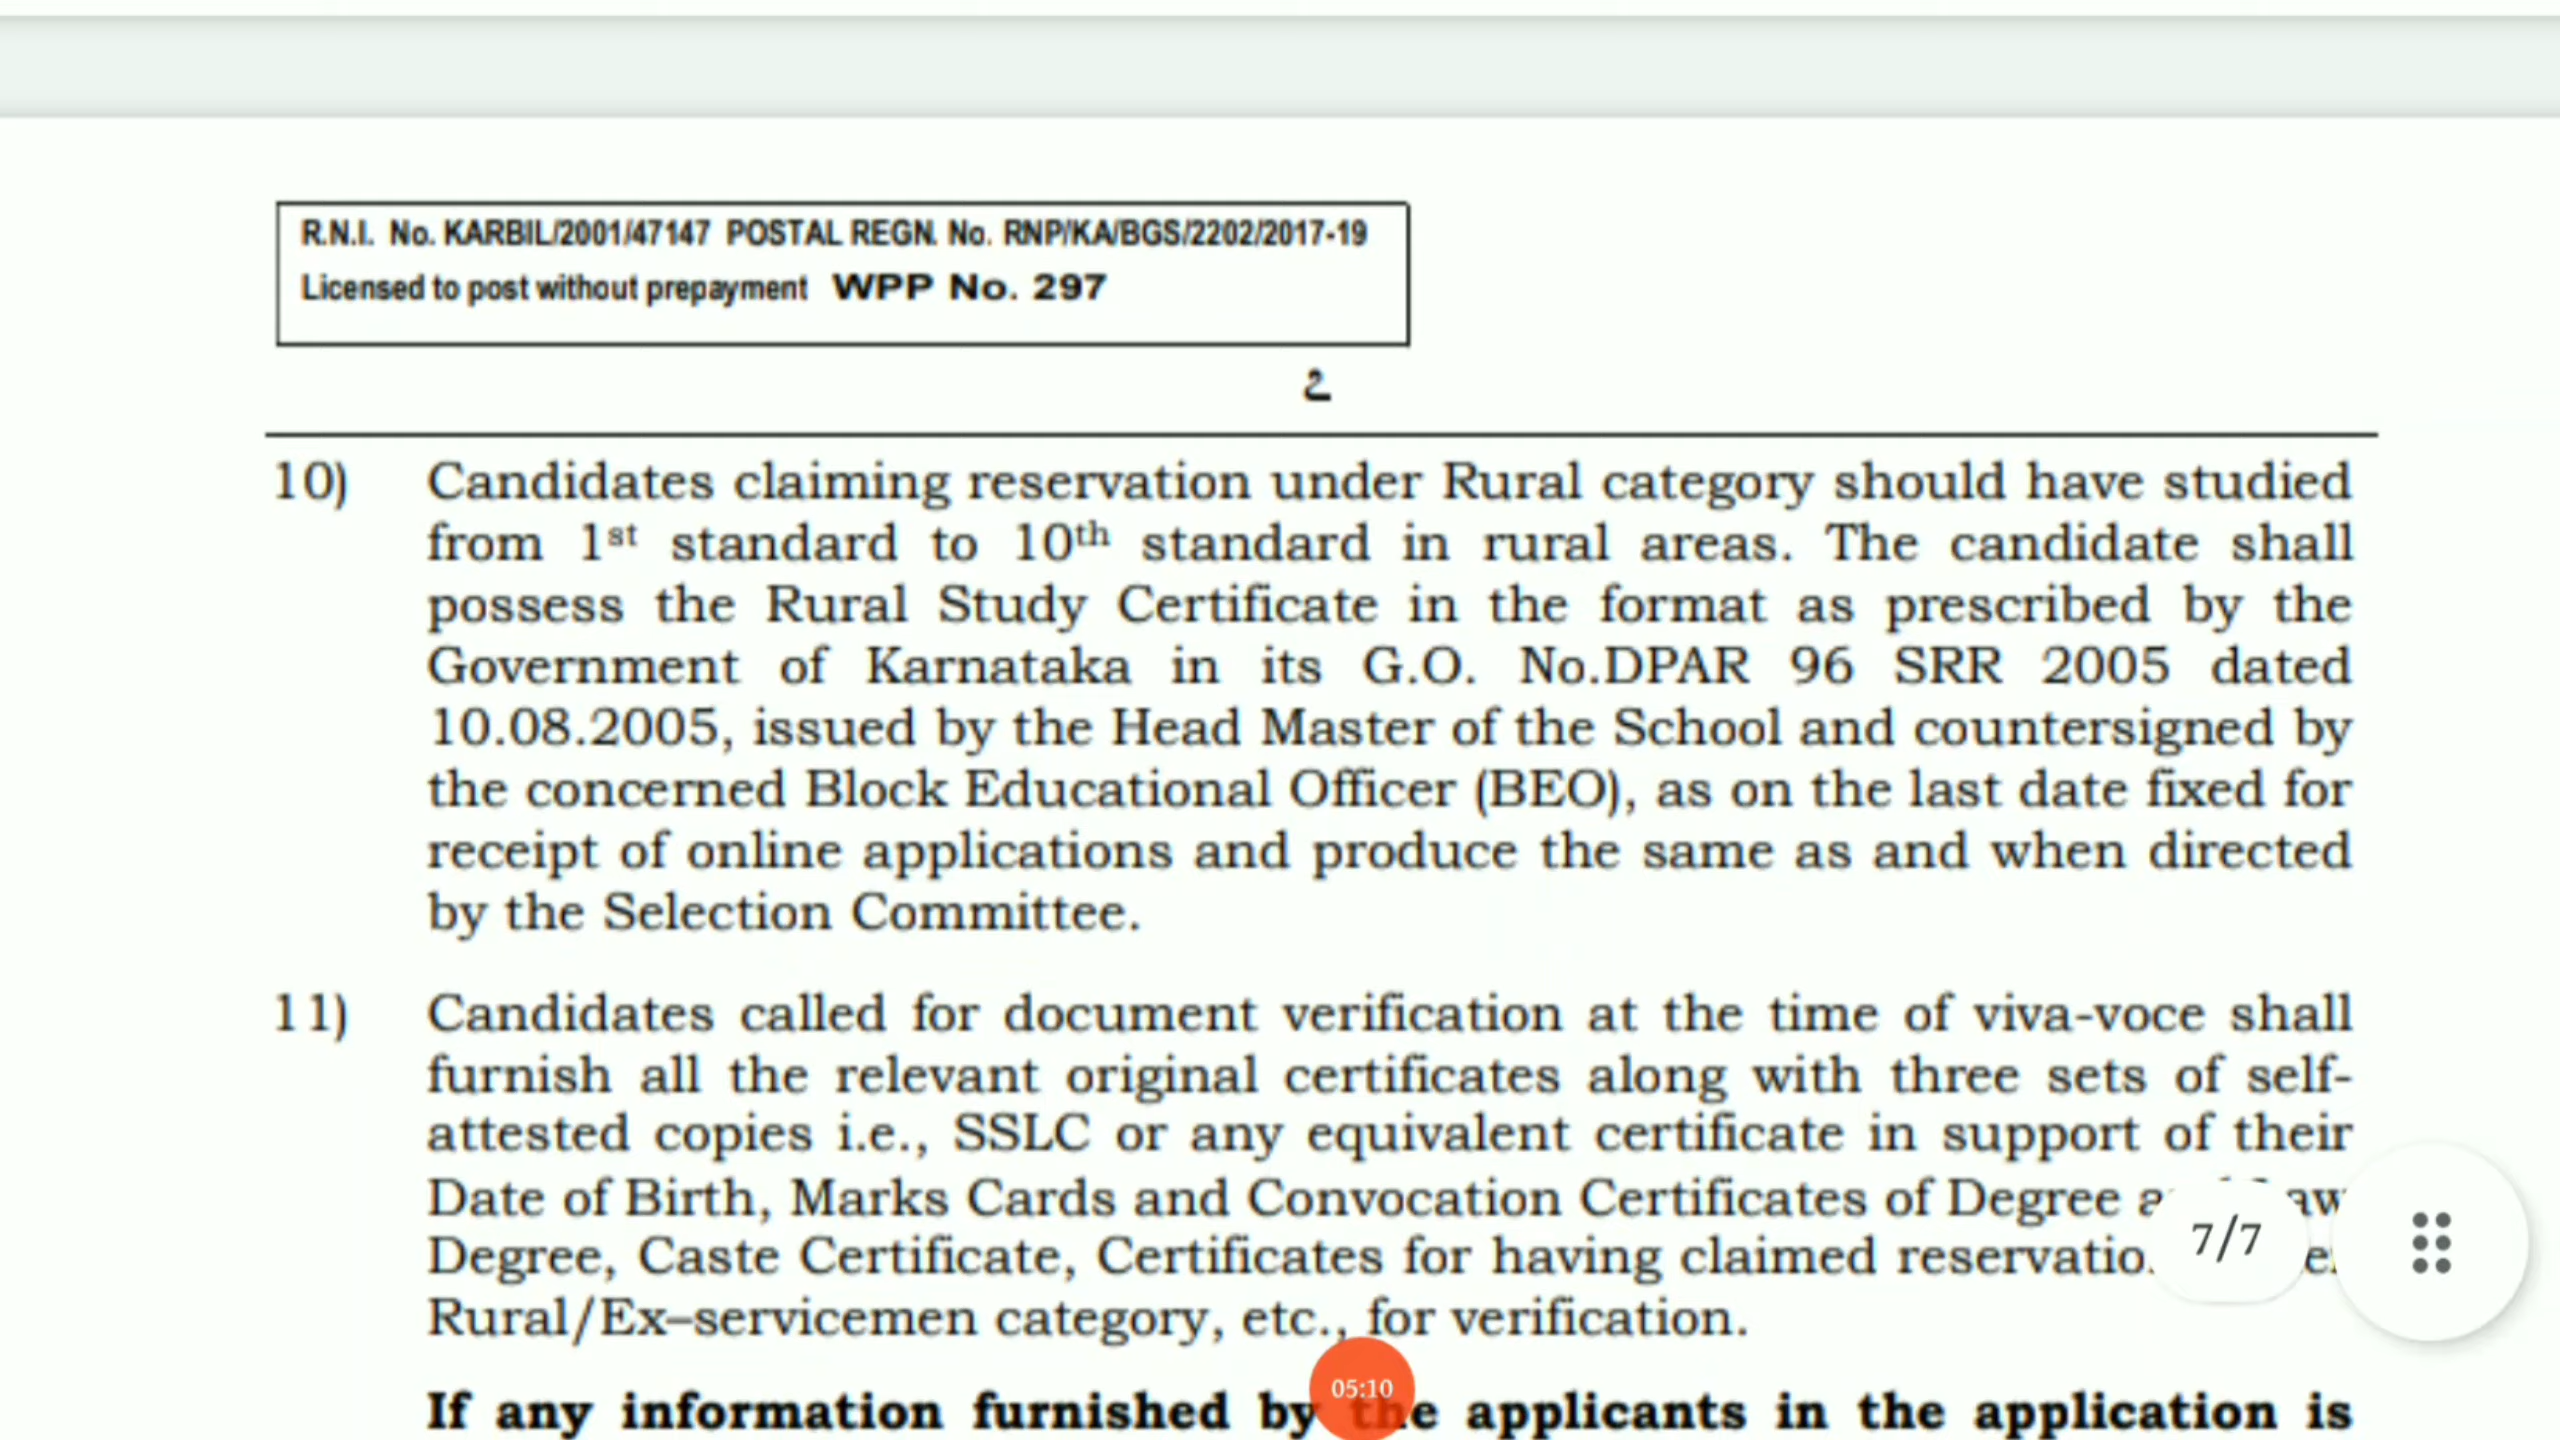 R.N.I. No. KARBIL/2001/47147 POSTAL REGN. No. RNP/KA/BGS/2202/2017-19
Licensed to post without prepayment WPP No. 297
೭
10) Candidates claiming reservation under Rural category should have studied
from 1st standard to 10th standard in rural areas. The candidate shall
possess the Rural Study Certificate in the format as prescribed by the
Government of Karnataka in its G.O. No.DPAR 96 SRR 2005 dated
10.08.2005, issued by the Head Master of the School and countersigned by
the concerned Block Educational Officer (BEO), as on the last date fixed for
receipt of online applications and produce the same as and when directed
by the Selection Committee.
11) Candidates called for document verification at the time of viva-voce shall
furnish all the relevant original certificates along with three sets of self-
attested copies i.e., SSLC or any equivalent certificate in support of their
Date of Birth, Marks Cards and Convocation Certificates of Degree
Degree, Caste Certificate, Certificates for having claimed
7/7
Rural/Ex–servicemen category, etc., for verification.
05:10
If any information furnished by the applicants in the application is